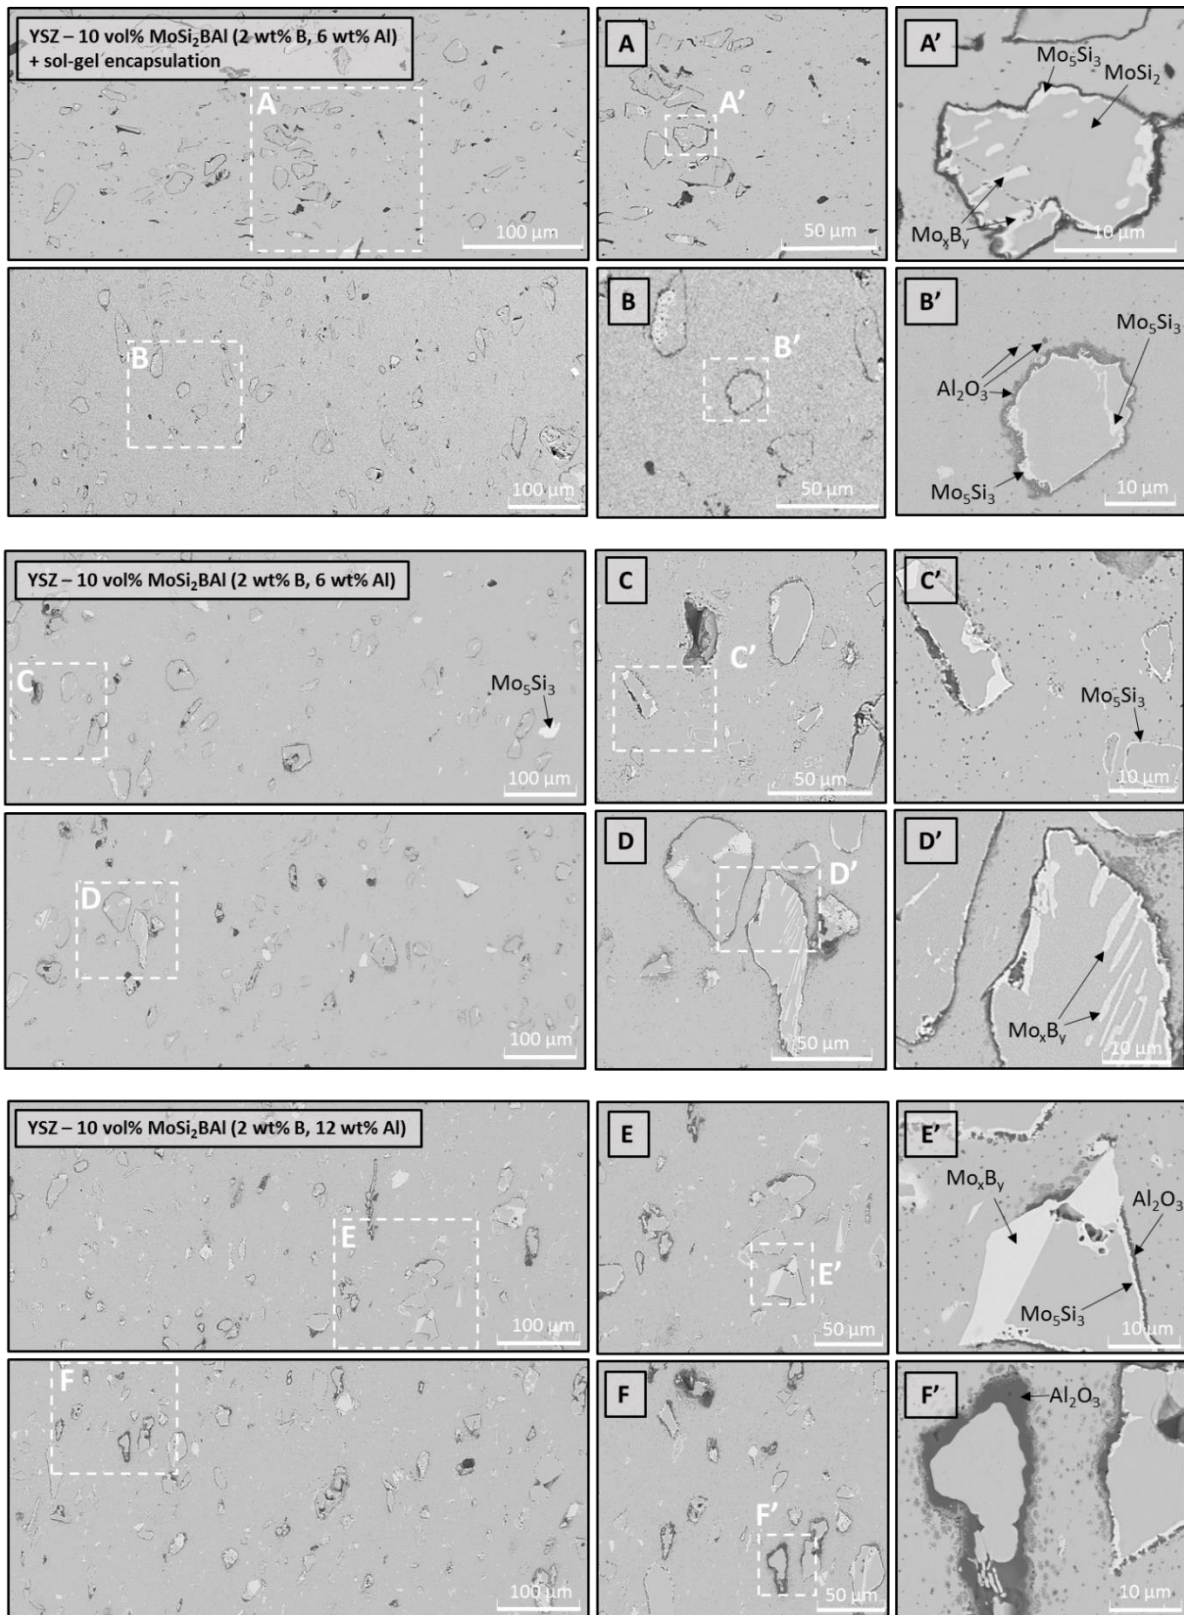 YSZ – 10 vol% MoSi₂BAl (2 wt% B, 6 wt% Al)
+ sol-gel encapsulation
A
100 µm
A
A’
50 µm
A’
Mo₅Si₃
MoSi₂
MoₓBᵧ
10 µm
B
100 µm
B
B’
50 µm
B’
Mo₅Si₃
Al₂O₃
Mo₅Si₃
10 µm
YSZ – 10 vol% MoSi₂BAl (2 wt% B, 6 wt% Al)
C
Mo₅Si₃
100 µm
C
C’
50 µm
C’
Mo₅Si₃
10 µm
D
100 µm
D
D’
50 µm
D’
MoₓBᵧ
10 µm
YSZ – 10 vol% MoSi₂BAl (2 wt% B, 12 wt% Al)
E
100 µm
E
E’
50 µm
E’
MoₓBᵧ
Al₂O₃
Mo₅Si₃
10 µm
F
100 µm
F
F’
50 µm
F’
Al₂O₃
10 µm